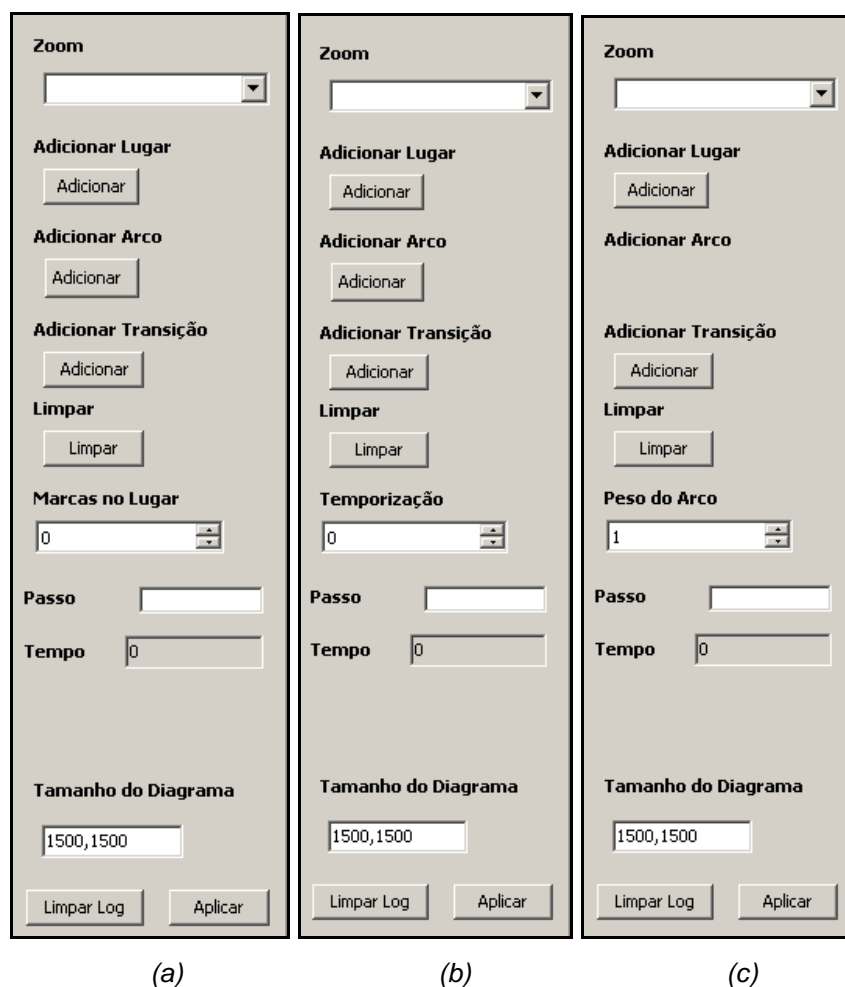 Zoom
Adicionar Lugar
Adicionar
Adicionar Arco
Adicionar
Adicionar Transição
Adicionar
Limpar
Limpar
Marcas no Lugar
0
Passo
Tempo 0
Tamanho do Diagrama
1500,1500
Limpar Log Aplicar
(a)
Zoom
Adicionar Lugar
Adicionar
Adicionar Arco
Adicionar
Adicionar Transição
Adicionar
Limpar
Limpar
Temporização
0
Passo
Tempo 0
Tamanho do Diagrama
1500,1500
Limpar Log Aplicar
(b)
Zoom
Adicionar Lugar
Adicionar
Adicionar Arco
Adicionar Transição
Adicionar
Limpar
Limpar
Peso do Arco
1
Passo
Tempo 0
Tamanho do Diagrama
1500,1500
Limpar Log Aplicar
(c)